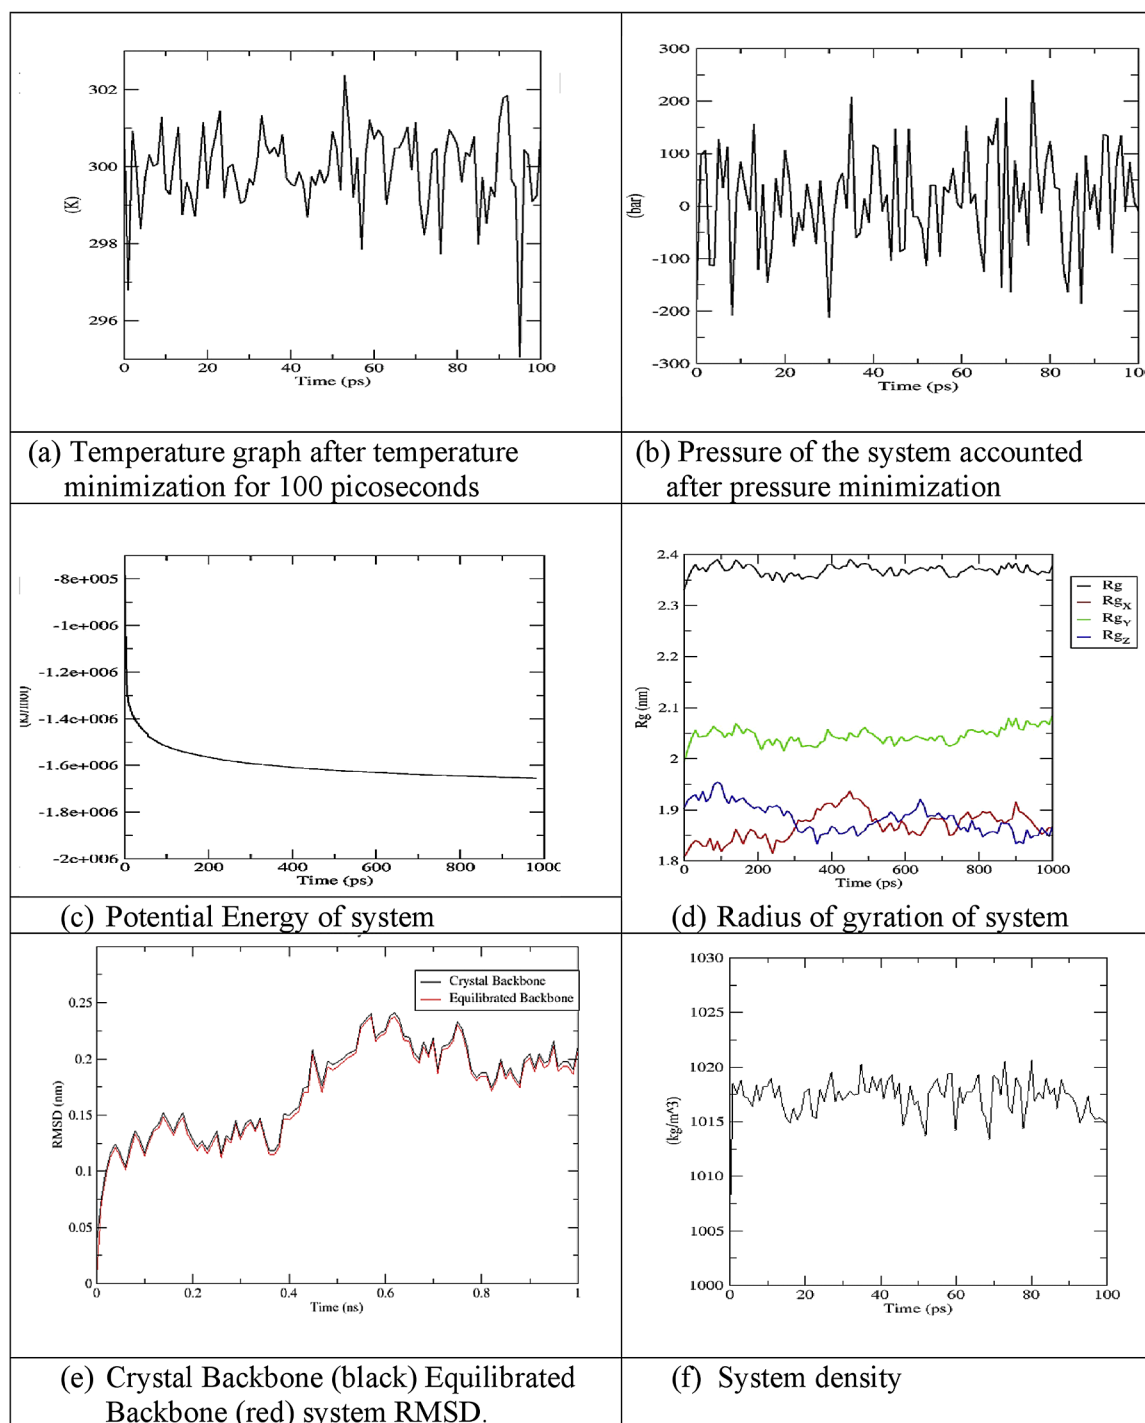 302
300
298
296
(K)
0 20 40 60 80 100
Time (ps)
300
200
100
0
-100
-200
-300
(bar)
0 20 40 60 80 100
Time (ps)
(a) Temperature graph after temperature
minimization for 100 picoseconds
(b) Pressure of the system accounted
after pressure minimization
-8e+005
-1e+006
-1.2e+006
-1.4e+006
-1.6e+006
-1.8e+006
-2e+006
0 200 400 600 800 1000
Time (ps)
2.4
2.3
2.2
2.1
2
1.9
1.8
Rg (nm)
0 200 400 600 800 1000
Time (ps)
Rg
RgX
RgY
RgZ
(c) Potential Energy of system
(d) Radius of gyration of system
0.25
0.2
0.15
0.1
0.05
0
RMSD (nm)
0 0.2 0.4 0.6 0.8 1
Time (ns)
Crystal Backbone
Equilibrated Backbone
1030
1025
1020
1015
1010
1005
1000
(kg/m^3)
0 20 40 60 80 100
Time (ps)
(e) Crystal Backbone (black) Equilibrated
Backbone (red) system RMSD.
(f) System density